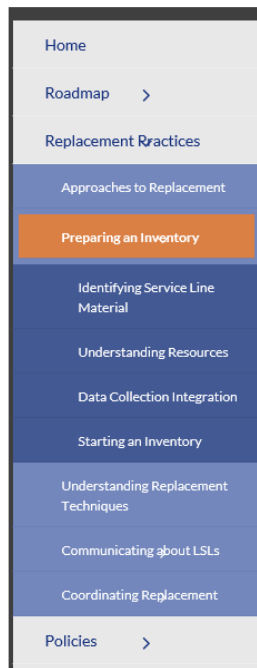 Home
Roadmap
Replacement Practices
Approaches to Replacement
Preparing an Inventory
Identifying Service Line
Material
Understanding Resources
Data Collection Integration
Starting an Inventory
Understanding Replacement
Techniques
Communicating about LSLs
Coordinating Replacement
Policies